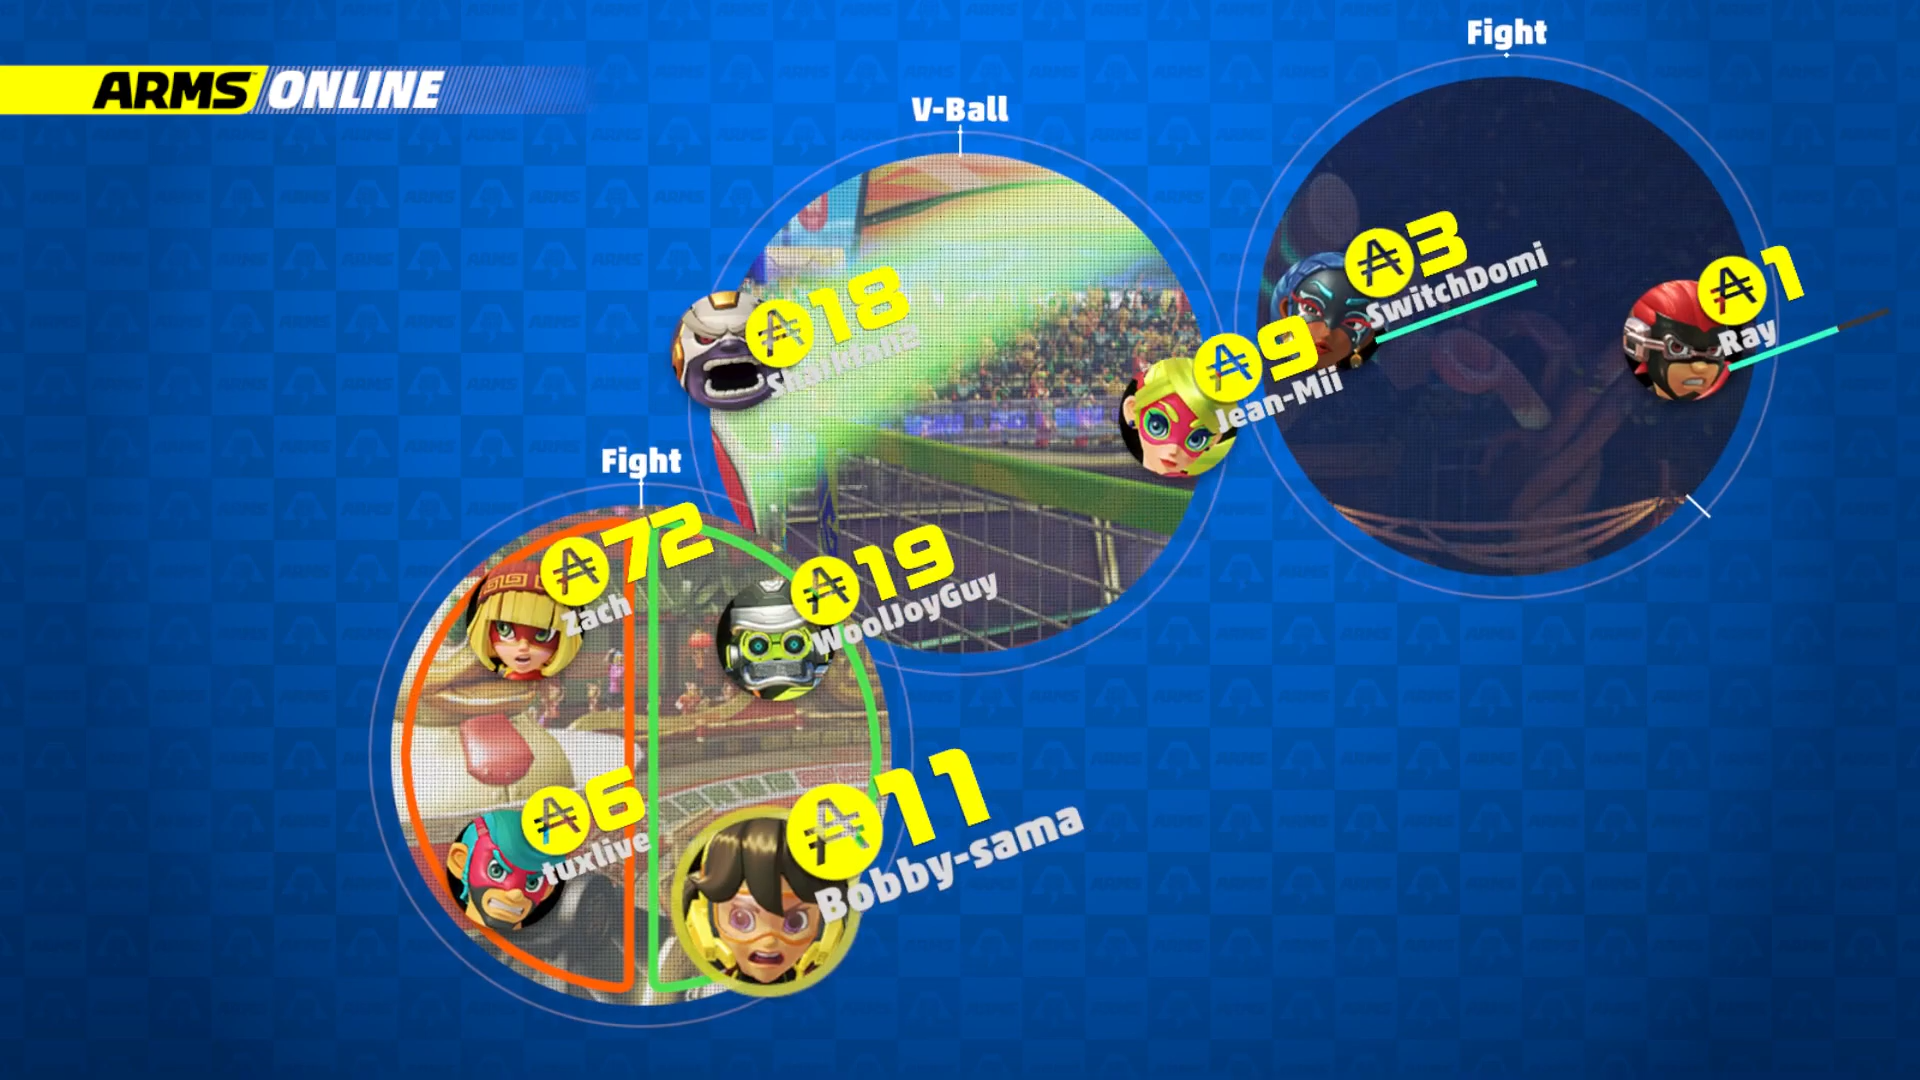 ARMS ONLINE
Fight
V-Ball
18
3
SwitchDomi
1
Ray
9
Jean-Mii
Fight
72
Zach
19
WoolJoyGuy
6
tuxlive
11
Bobby-sama